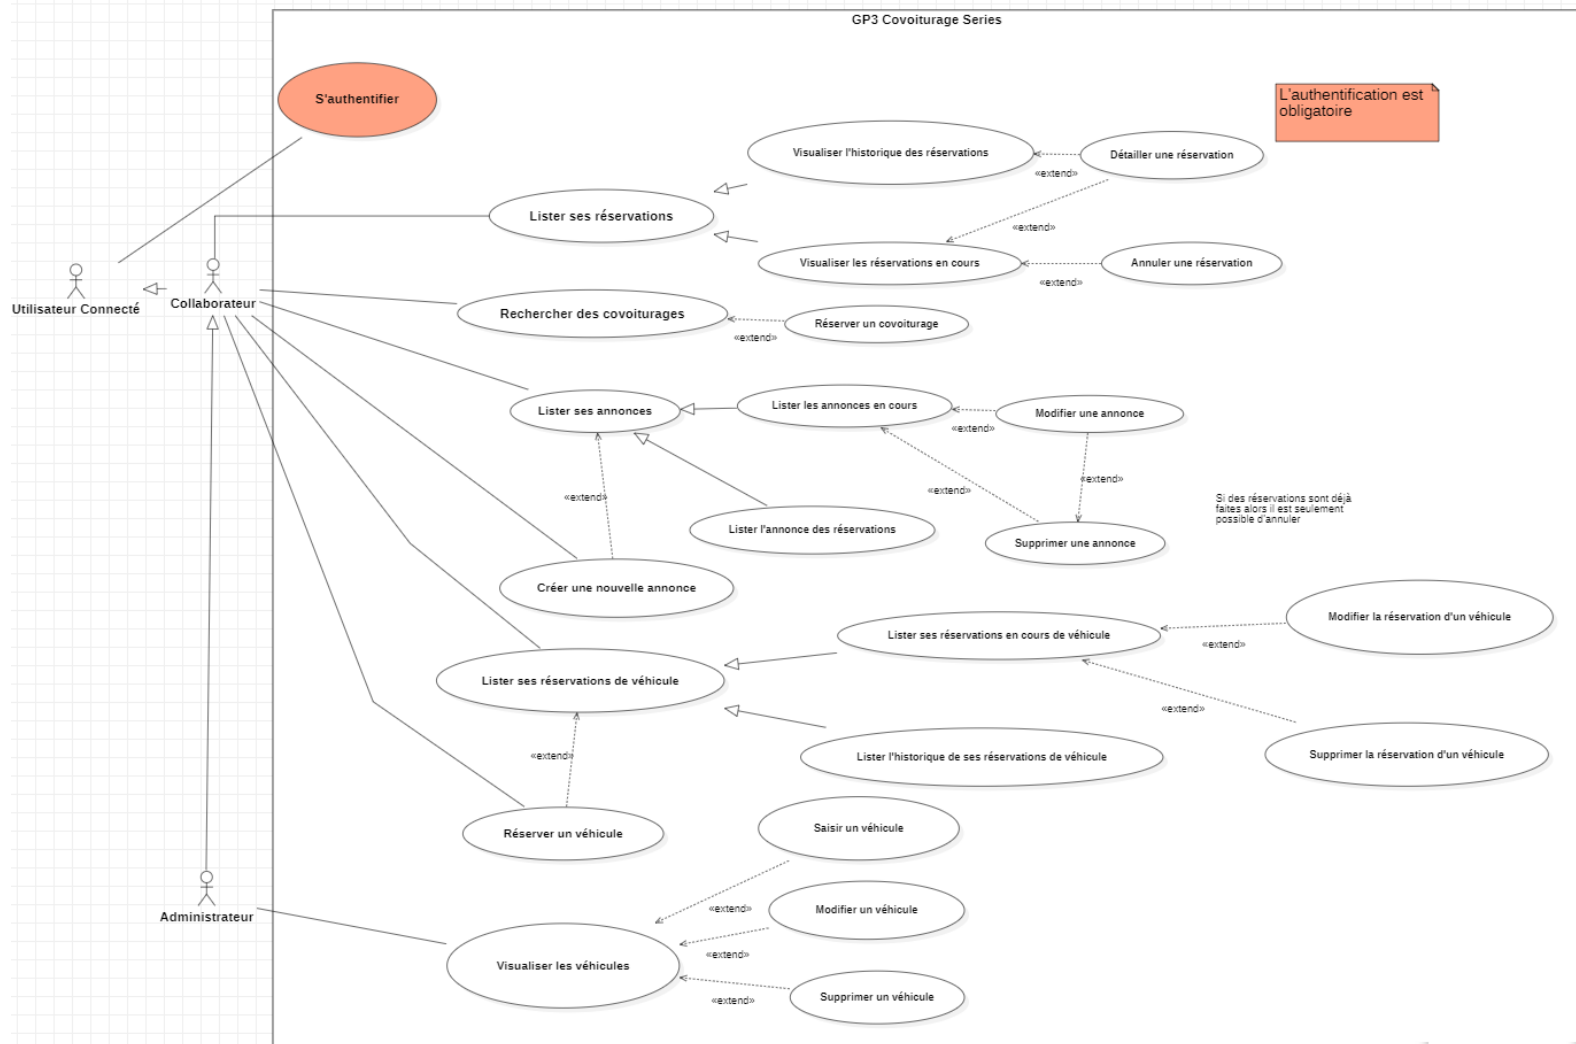 GP3 Covoiturage Series
S'authentifier
L'authentification est
obligatoire
Visualiser l'historique des réservations
Détailler une réservation
«extend»
Lister ses réservations
«extend»
Visualiser les réservations en cours
Annuler une réservation
«extend»
Utilisateur Connecté
Collaborateur
Rechercher des covoiturages
Réserver un covoiturage
«extend»
Lister ses annonces
Lister les annonces en cours
Modifier une annonce
«extend»
«extend»
«extend»
«extend»
Si des réservations sont déjà
faites alors il est seulement
possible d'annuler
Lister l'annonce des réservations
Supprimer une annonce
Créer une nouvelle annonce
Modifier la réservation d'un véhicule
Lister ses réservations en cours de véhicule
«extend»
Lister ses réservations de véhicule
«extend»
«extend»
Lister l'historique de ses réservations de véhicule
Supprimer la réservation d'un véhicule
Réserver un véhicule
Saisir un véhicule
Administrateur
«extend»
Modifier un véhicule
«extend»
Visualiser les véhicules
«extend»
Supprimer un véhicule